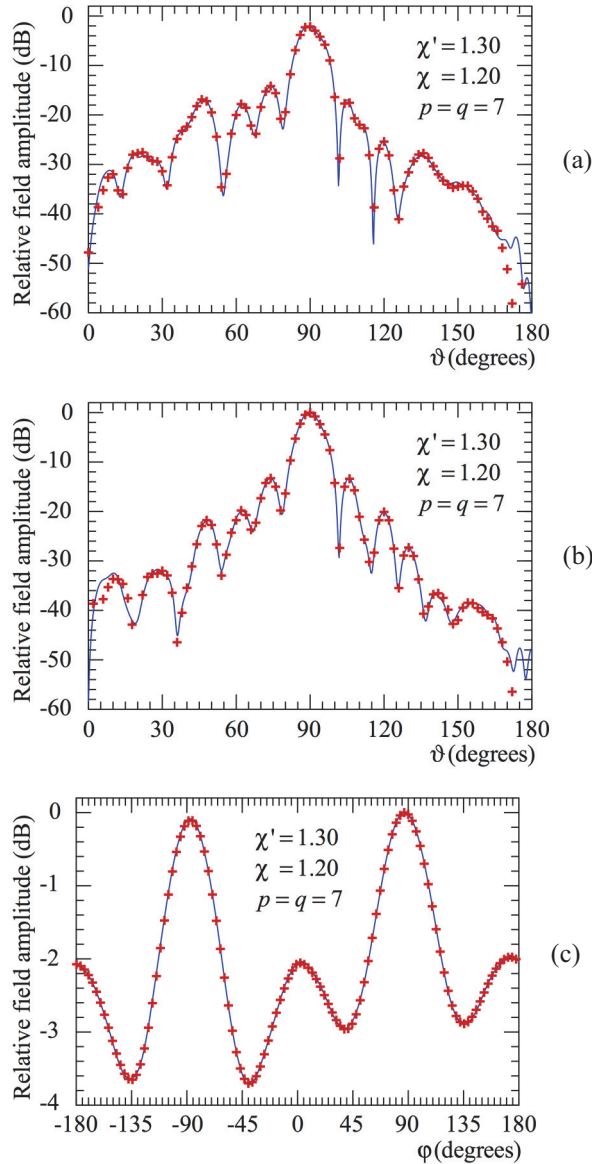 Relative field amplitude (dB)
0
-10
-20
-30
-40
-50
-60
χ' = 1.30
χ = 1.20
p = q = 7
(a)
0 30 60 90 120 150 180
ϑ (degrees)
Relative field amplitude (dB)
0
-10
-20
-30
-40
-50
-60
χ' = 1.30
χ = 1.20
p = q = 7
(b)
0 30 60 90 120 150 180
ϑ (degrees)
Relative field amplitude (dB)
0
-1
-2
-3
-4
χ' = 1.30
χ = 1.20
p = q = 7
(c)
-180 -135 -90 -45 0 45 90 135 180
φ (degrees)